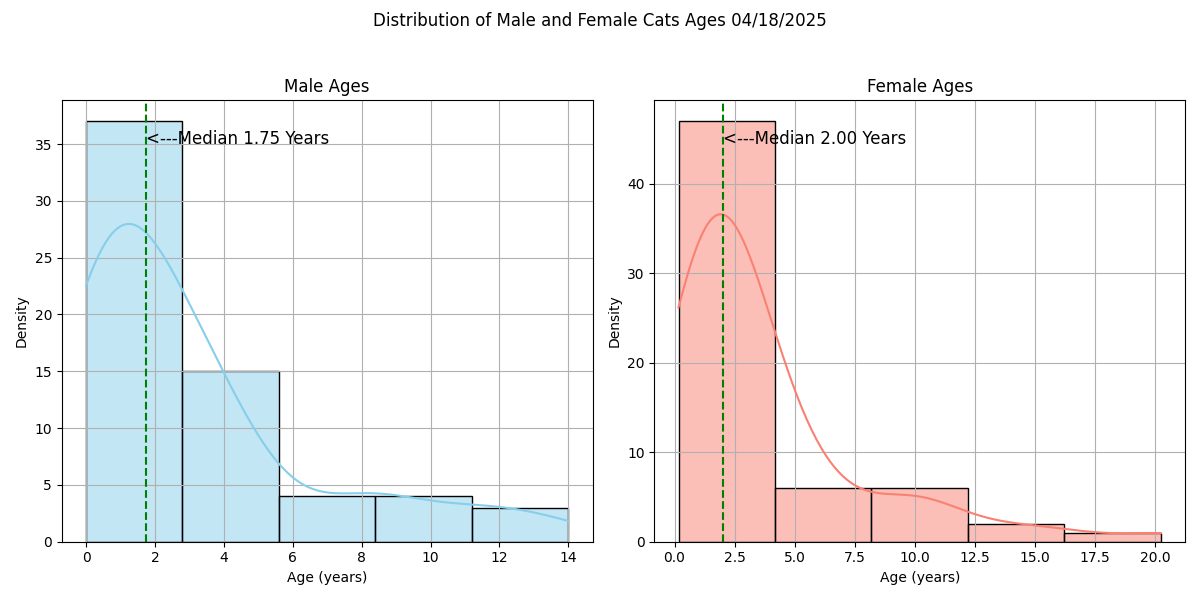 Distribution of Male and Female Cats Ages 04/18/2025
Male Ages
<---Median 1.75 Years
35
30
25
20
15
10
5
0
Density
0 2 4 6 8 10 12 14
Age (years)
Female Ages
<---Median 2.00 Years
40
30
20
10
0
Density
0.0 2.5 5.0 7.5 10.0 12.5 15.0 17.5 20.0
Age (years)